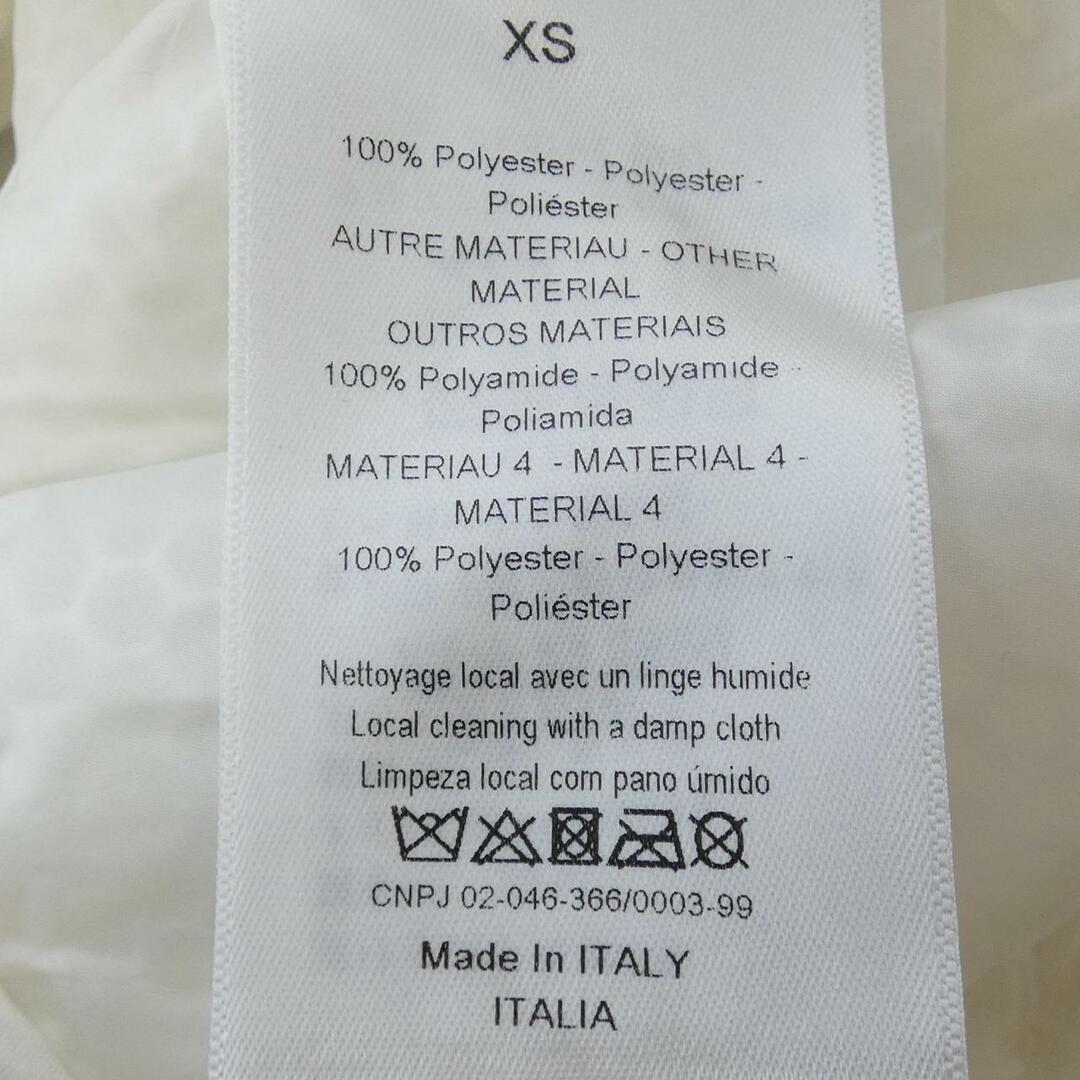 XS
100% Polyester - Polyester -
Poliéster
AUTRE MATERIAU - OTHER
MATERIAL
OUTROS MATERIAIS
100% Polyamide - Polyamide -
Poliamida
MATERIAU 4 - MATERIAL 4 -
MATERIAL 4
100% Polyester - Polyester -
Poliéster
Nettoyage local avec un linge humide
Local cleaning with a damp cloth
Limpeza local com pano úmido
CNPJ 02-046-366/0003-99
Made In ITALY
ITALIA